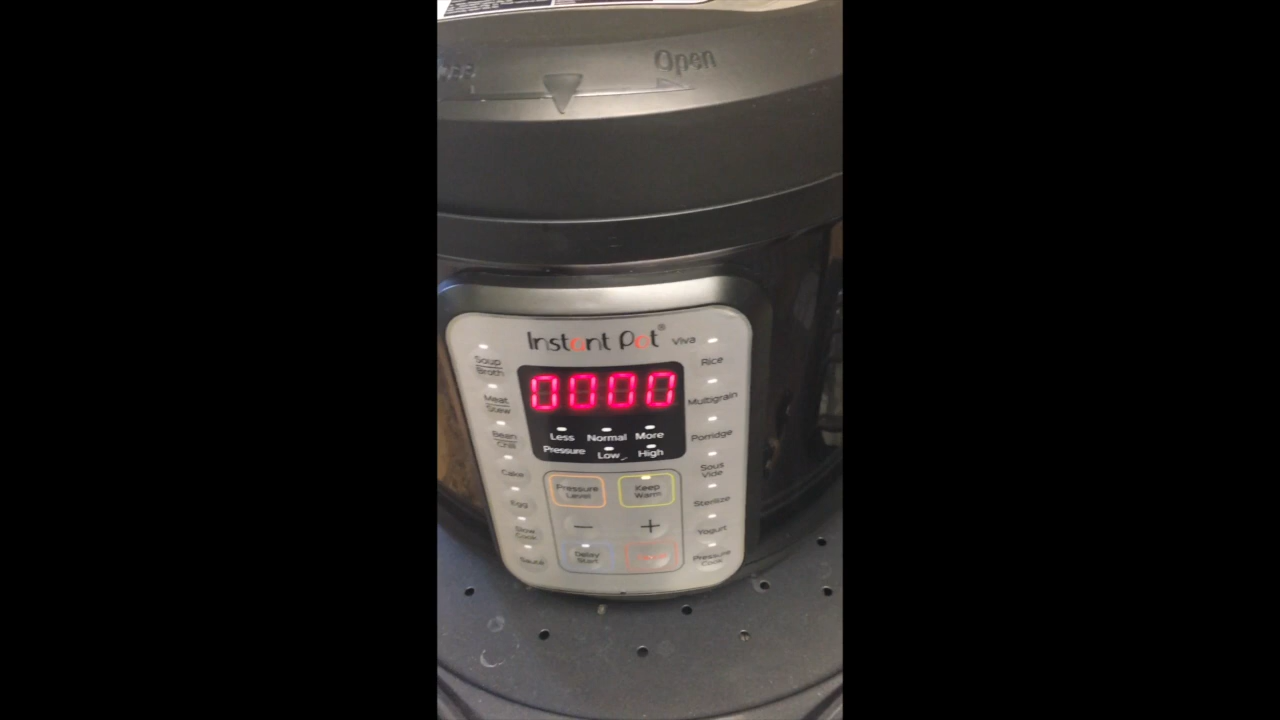 Open
Instant Pot® Viva
0000
Less Normal More
Pressure Low High
Soup
Broth
Meat
Stew
Bean
Chili
Cake
Egg
Slow
Cook
Sauté
Pressure
Level
Keep
Warm
− +
Delay
Start
Rice
Multigrain
Porridge
Sous
Vide
Sterilize
Yogurt
Pressure
Cook